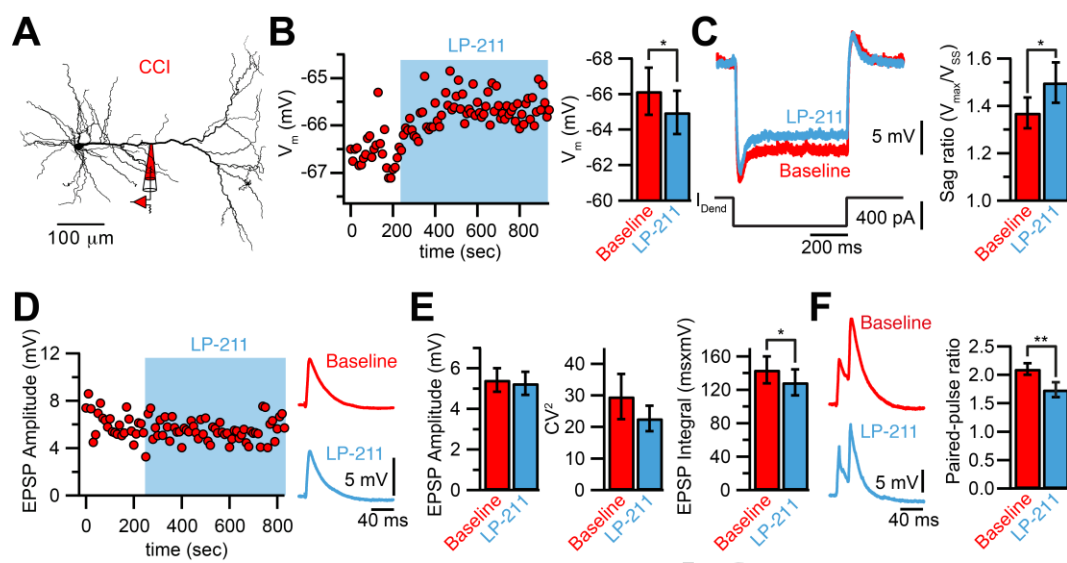 A
CCI
100 µm
B
LP-211
-65
-66
-67
Vm (mV)
0 200 400 600 800
time (sec)
-68
-66
-64
-62
-60
Vm (mV)
*
Baseline
LP-211
C
LP-211
Baseline
5 mV
IDend
400 pA
200 ms
Sag ratio (Vmax/Vss)
1.8
1.6
1.4
1.2
1.0
*
Baseline
LP-211
D
LP-211
EPSP Amplitude (mV)
12
8
4
0
0 200 400 600 800
time (sec)
Baseline
LP-211
5 mV
40 ms
E
EPSP Amplitude (mV)
6
4
2
0
Baseline
LP-211
CV2
40
30
20
10
0
Baseline
LP-211
EPSP Integral (msxmV)
160
120
80
40
0
*
Baseline
LP-211
F
Baseline
LP-211
5 mV
40 ms
Paired-pulse ratio
2.5
2.0
1.5
1.0
0.5
0.0
**
Baseline
LP-211